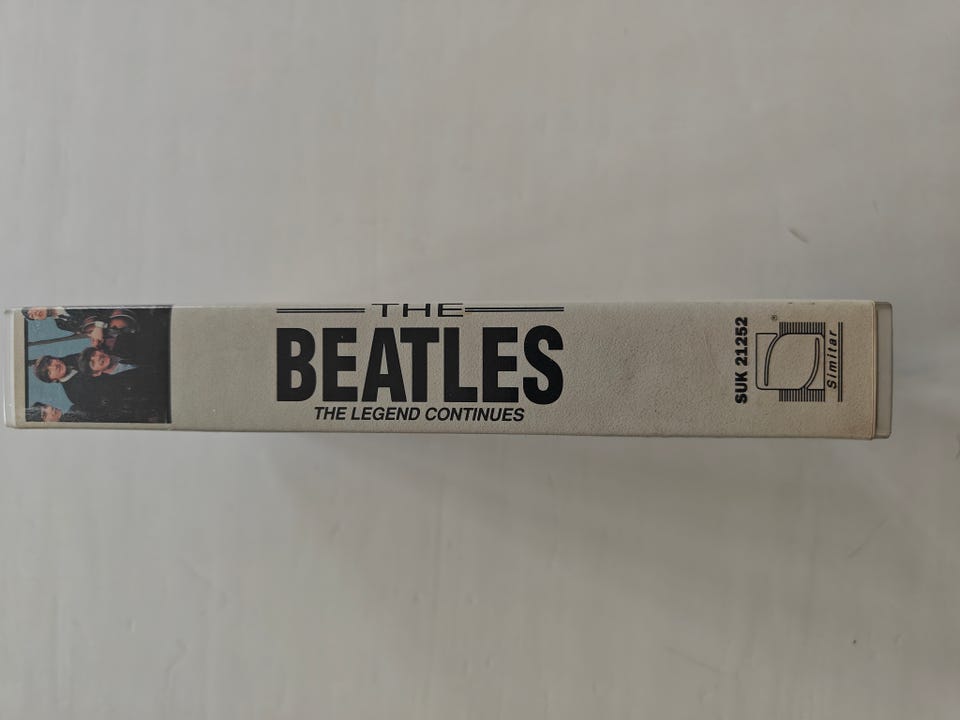 THE
BEATLES
THE LEGEND CONTINUES
SUK 21252
®
Simitar